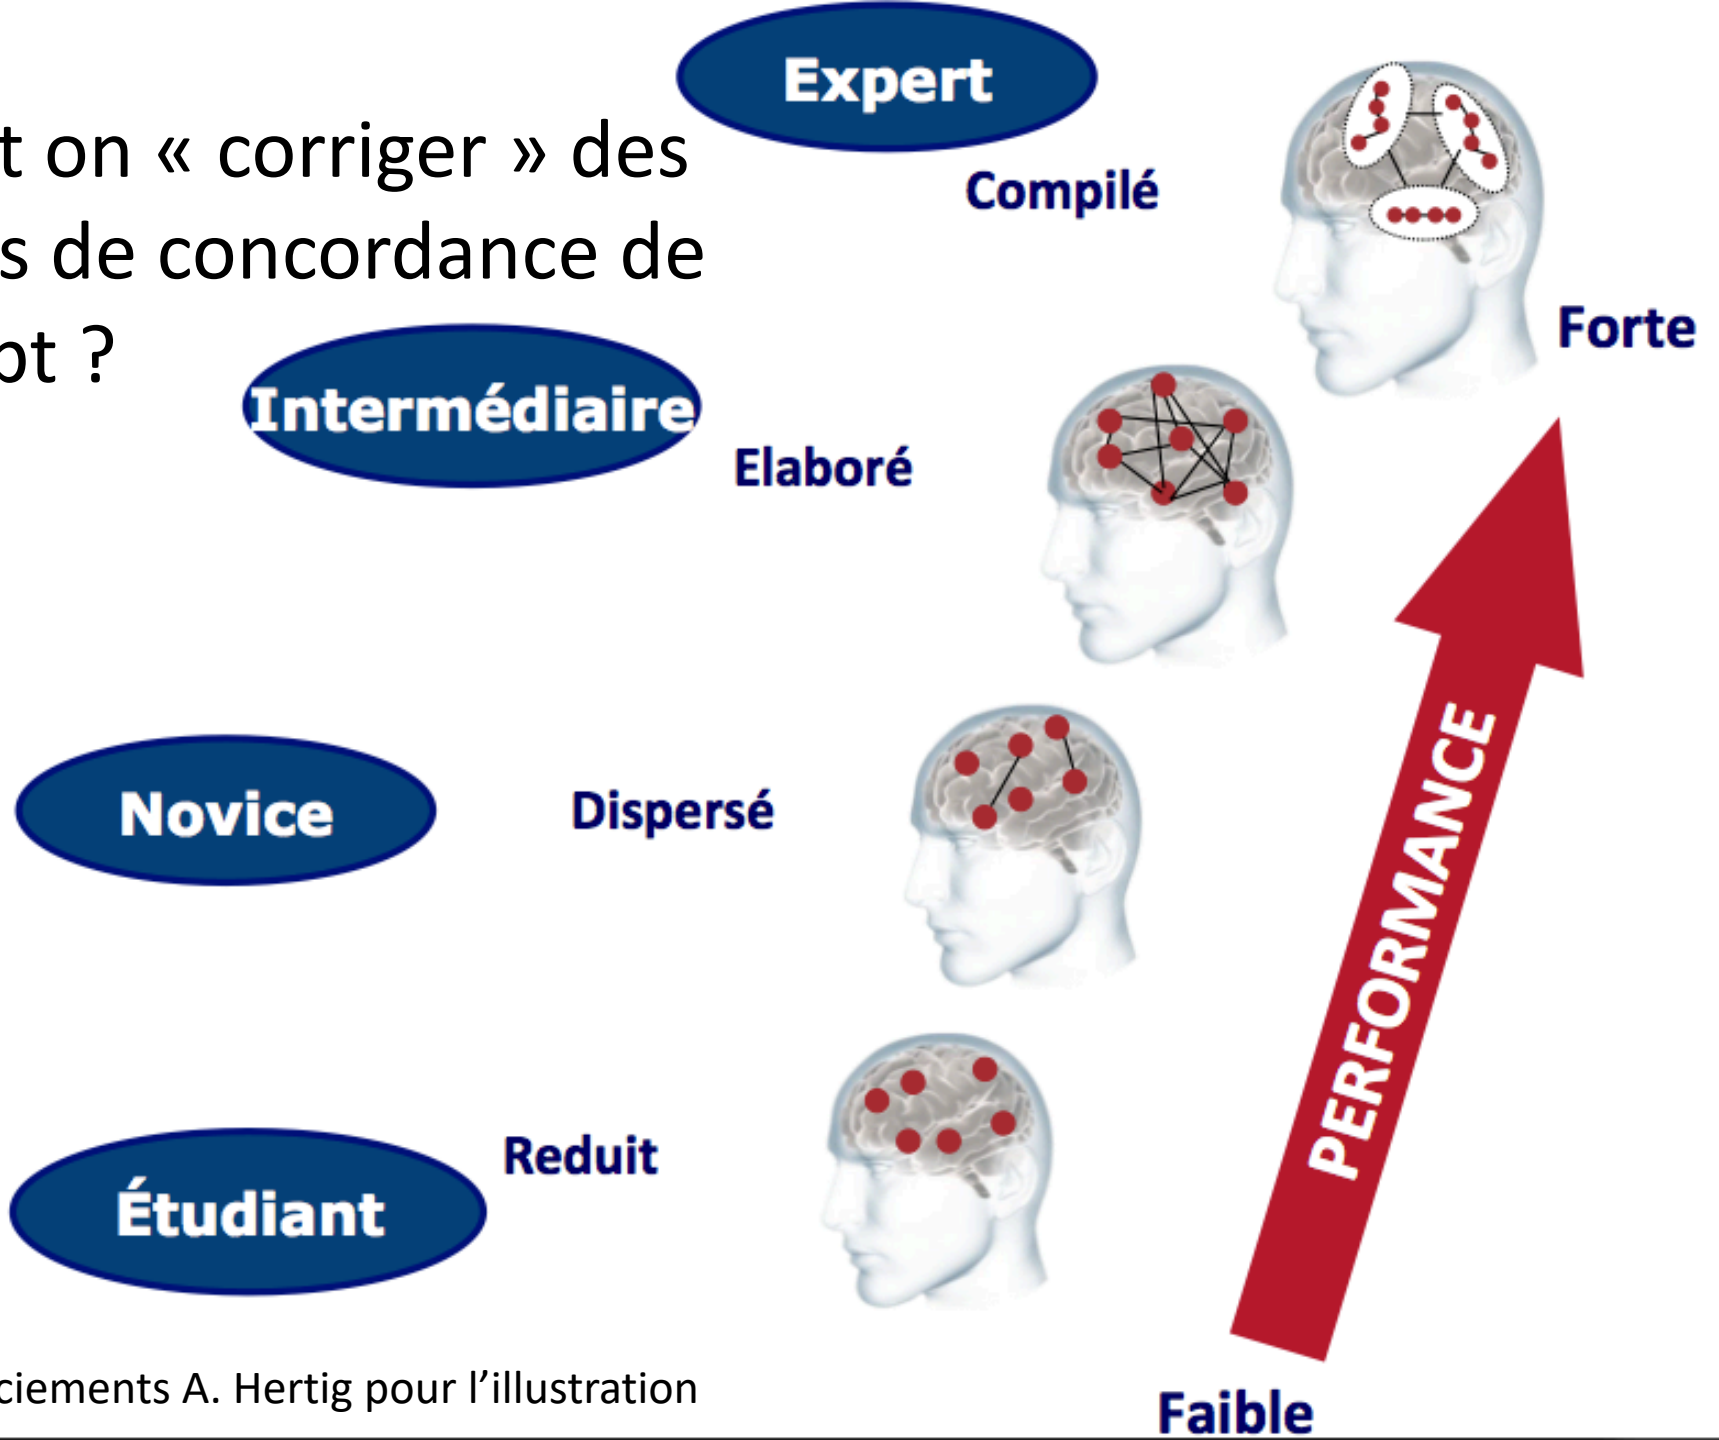 Expert
t on « corriger » des
Compilé
s de concordance de
Forte
pt ?
Intermédiaire
Elaboré
PERFORMANCE
Novice
Dispersé
Reduit
Étudiant
ciements A. Hertig pour l’illustration
Faible